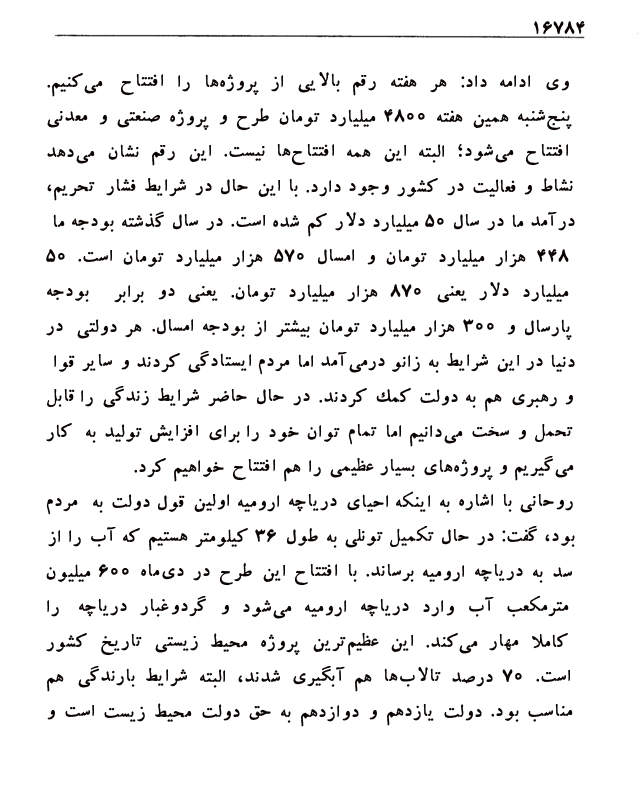 ۱۶۷۸۴
وی ادامه داد: هر هفته رقم بالایی از پروژه‌ها را افتتاح می‌کنیم.
پنج‌شنبه همین هفته ۴۸۰۰ میلیارد تومان طرح و پروژه صنعتی و معدنی
افتتاح می‌شود؛ البته این همه افتتاح‌ها نیست. این رقم نشان می‌دهد
نشاط و فعالیت در کشور وجود دارد. با این حال در شرایط فشار تحریم،
درآمد ما در سال ۵۰ میلیارد دلار کم شده است. در سال گذشته بودجه ما
۴۴۸ هزار میلیارد تومان و امسال ۵۷۰ هزار میلیارد تومان است. ۵۰
میلیارد دلار یعنی ۸۷۰ هزار میلیارد تومان. یعنی دو برابر بودجه
پارسال و ۳۰۰ هزار میلیارد تومان بیشتر از بودجه امسال. هر دولتی در
دنیا در این شرایط به زانو درمی‌آمد اما مردم ایستادگی کردند و سایر قوا
و رهبری هم به دولت کمك کردند. در حال حاضر شرایط زندگی را قابل
تحمل و سخت می‌دانیم اما تمام توان خود را برای افزایش تولید به کار
می‌گیریم و پروژه‌های بسیار عظیمی را هم افتتاح خواهیم کرد.
روحانی با اشاره به اینکه احیای دریاچه ارومیه اولین قول دولت به مردم
بود، گفت: در حال تکمیل تونلی به طول ۳۶ کیلومتر هستیم که آب را از
سد به دریاچه ارومیه برساند. با افتتاح این طرح در دی‌ماه ۶۰۰ میلیون
مترمکعب آب وارد دریاچه ارومیه می‌شود و گردوغبار دریاچه را
کاملا مهار می‌کند. این عظیم‌ترین پروژه محیط زیستی تاریخ کشور
است. ۷۰ درصد تالاب‌ها هم آبگیری شدند، البته شرایط بارندگی هم
مناسب بود. دولت یازدهم و دوازدهم به حق دولت محیط زیست است و